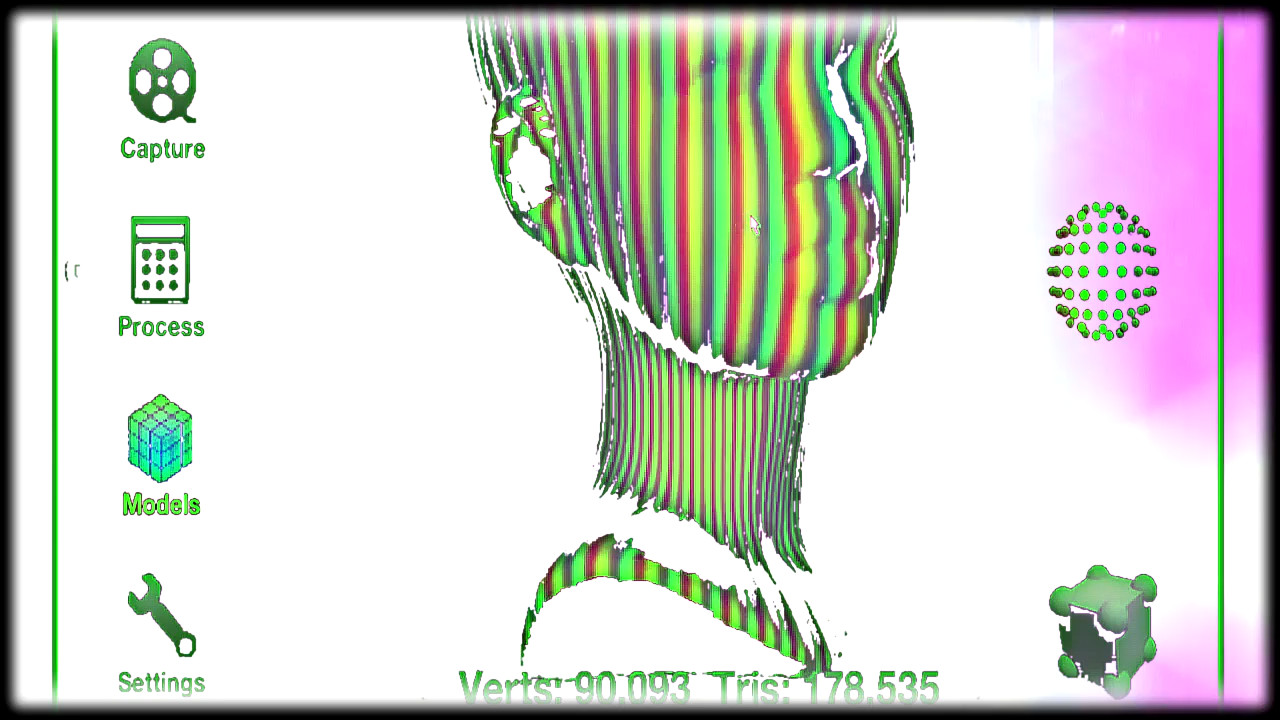 Capture
Process
Models
Settings
Verts: 90.093 Tris: 178.535